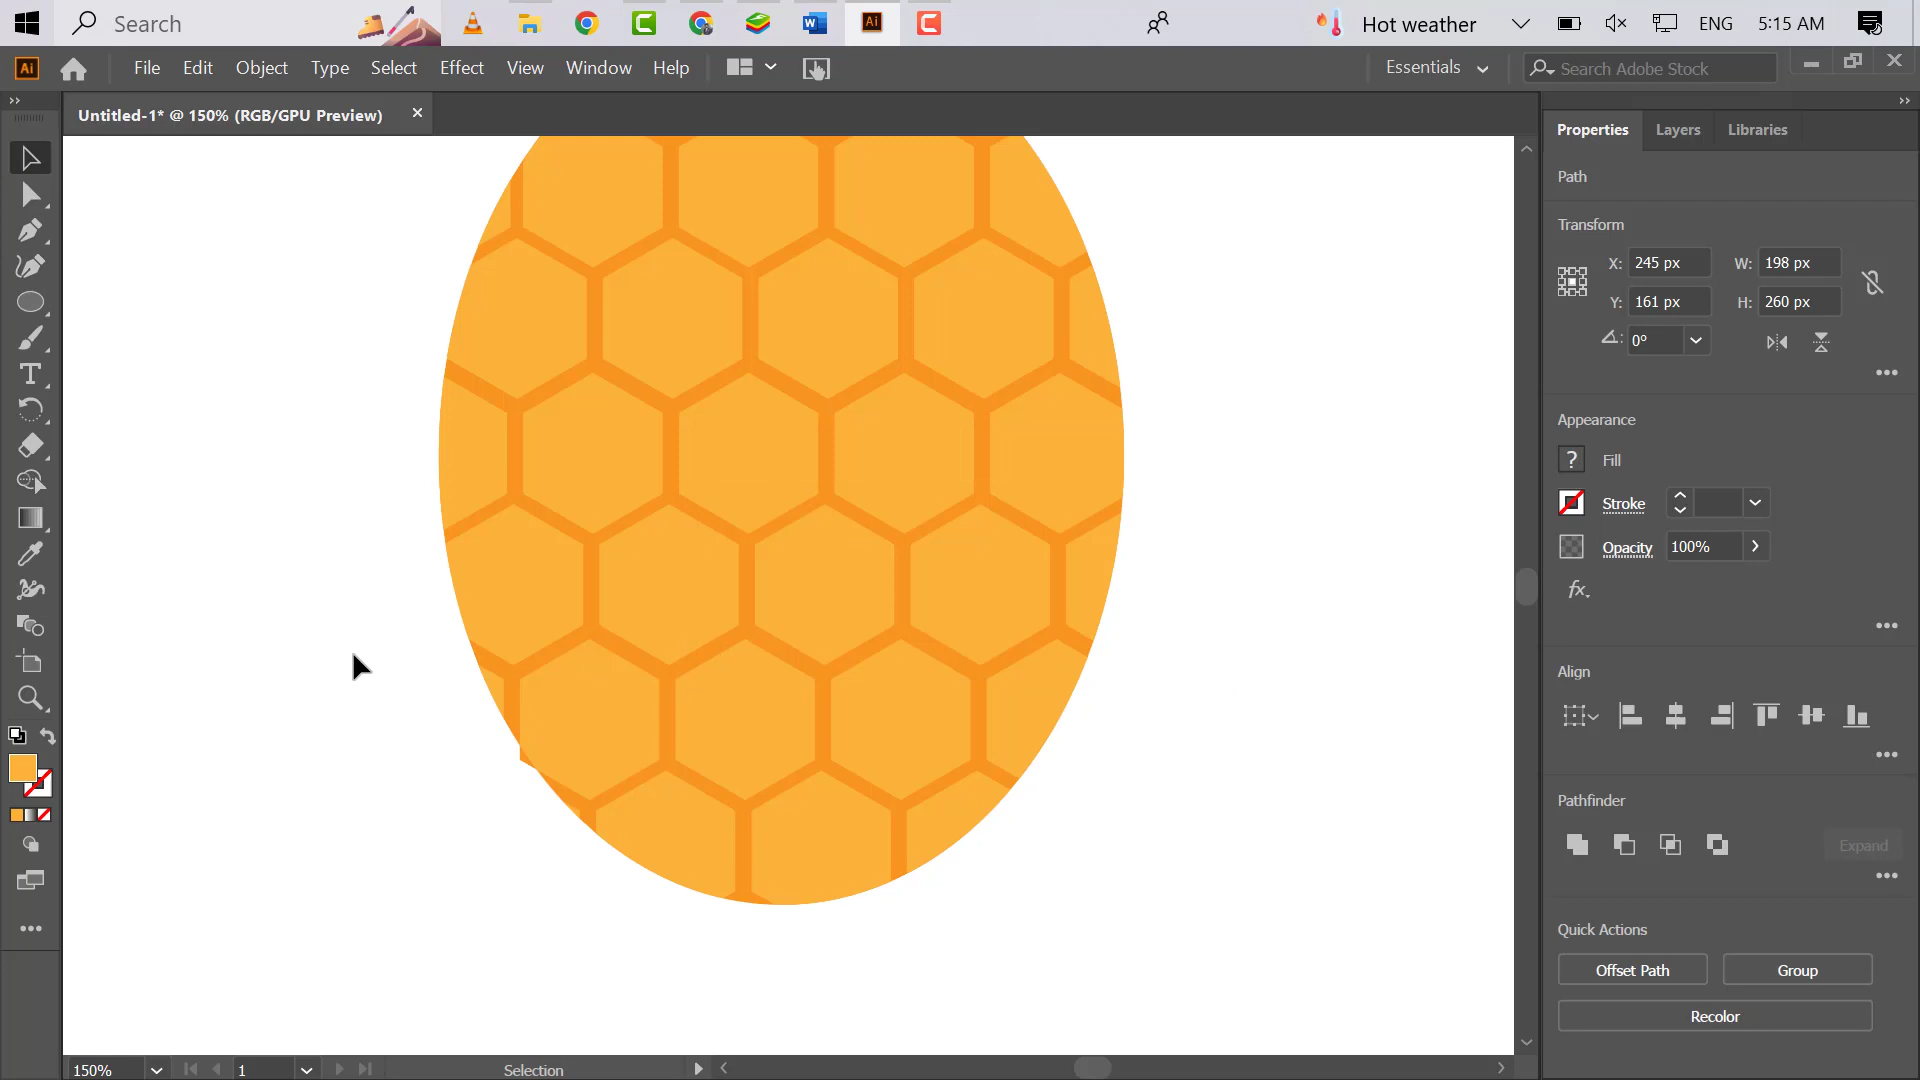 Search
Hot weather
ENG
5:15 AM
Ai
File Edit Object Type Select Effect View Window Help
Essentials
Search Adobe Stock
Untitled-1* @ 150% (RGB/GPU Preview)
Properties Layers Libraries
Path
Transform
X: 245 px W: 198 px
Y: 161 px H: 260 px
0°
Appearance
? Fill
Stroke
Opacity 100%
fx.
Align
Pathfinder
Expand
Quick Actions
Offset Path Group
Recolor
150% 1 Selection